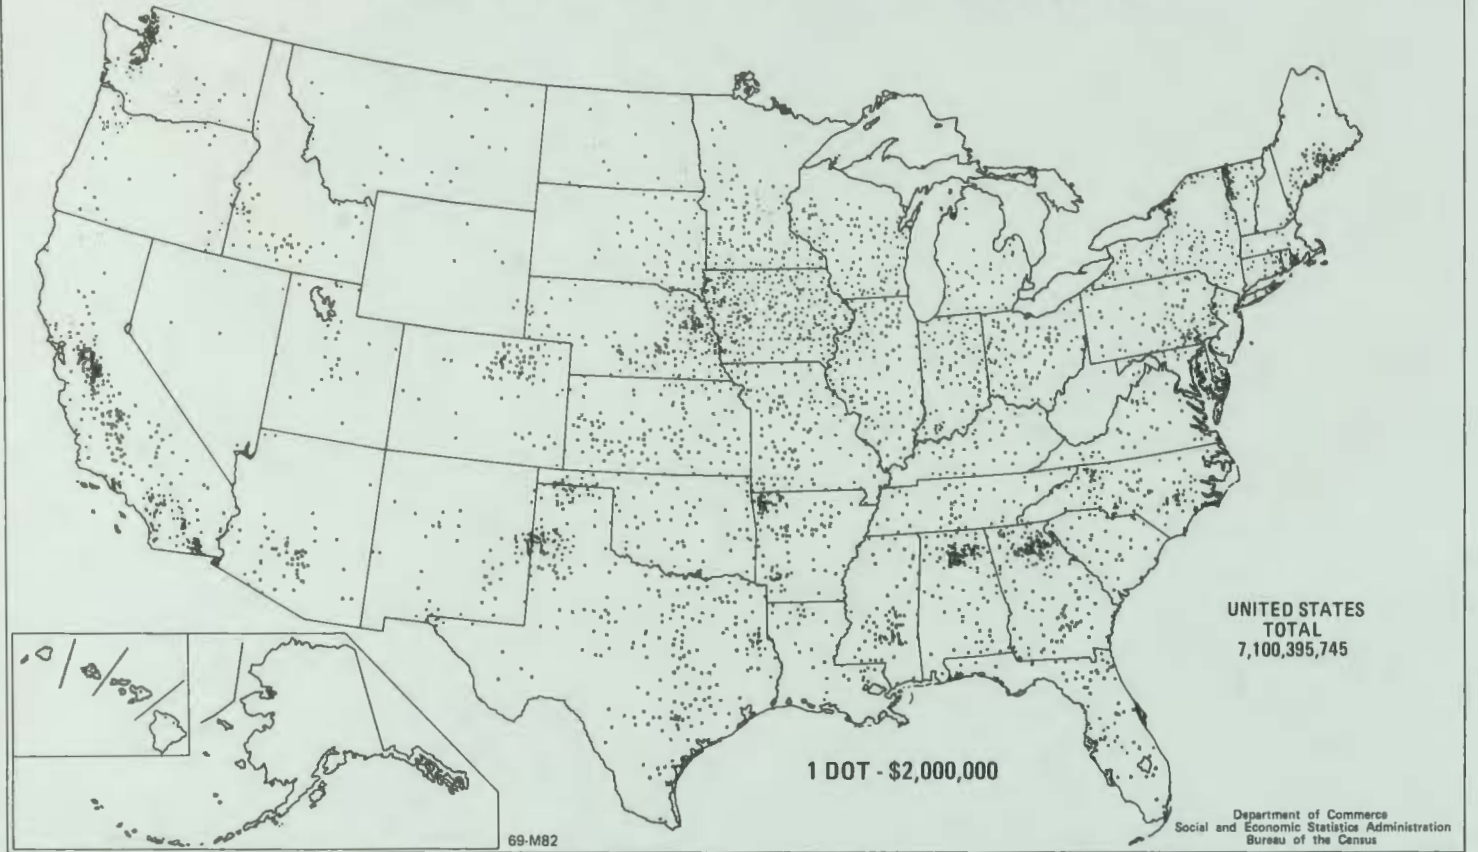 UNITED STATES
TOTAL
7,100,395,745
1 DOT - $2,000,000
Department of Commerce
Social and Economic Statistics Administration
Bureau of the Census
69-M82